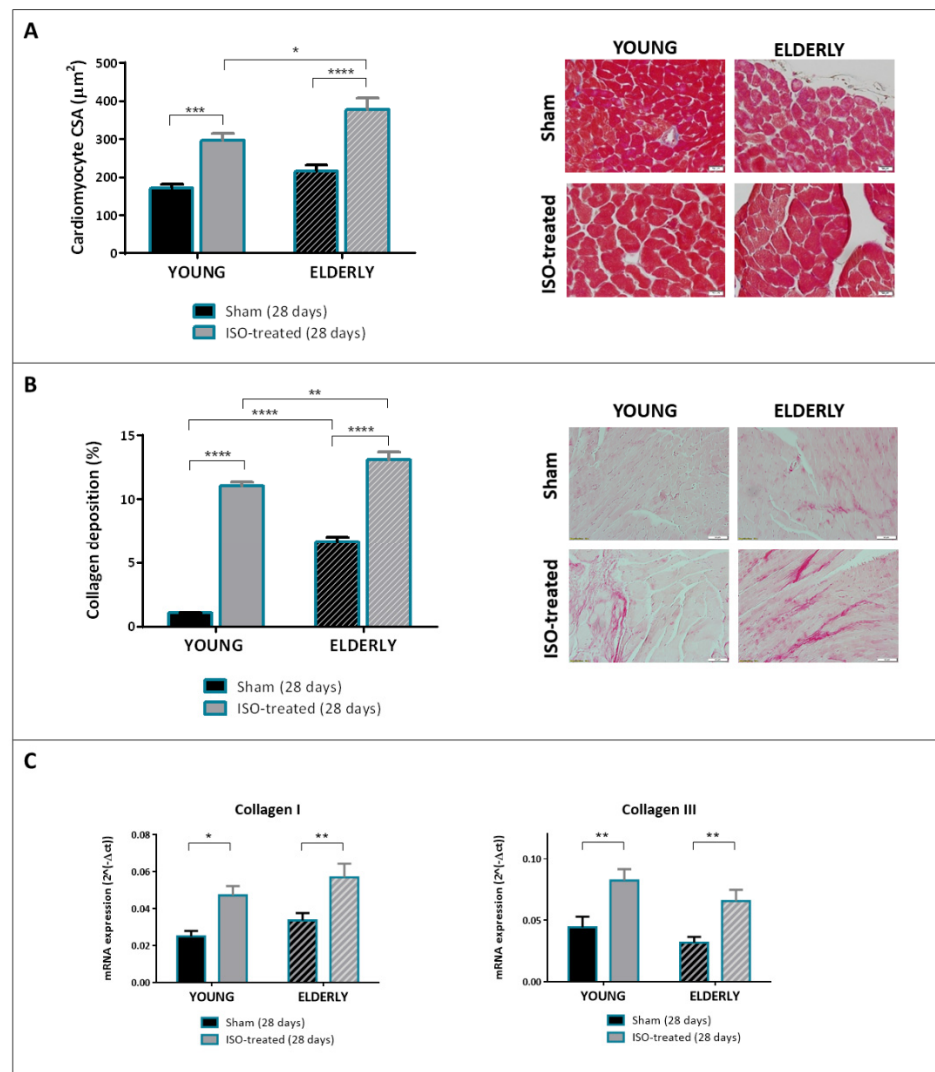 A
YOUNG
ELDERLY
Cardiomyocyte CSA (μm²)
500
400
300
200
100
0
*
***
****
YOUNG
ELDERLY
Sham (28 days)
ISO-treated (28 days)
Sham
ISO-treated
B
YOUNG
ELDERLY
Collagen deposition (%)
15
10
5
0
**
****
****
****
YOUNG
ELDERLY
Sham (28 days)
ISO-treated (28 days)
Sham
ISO-treated
C
Collagen I
mRNA expression (2^(-Δct))
0.08
0.06
0.04
0.02
0.00
*
**
YOUNG
ELDERLY
Sham (28 days)
ISO-treated (28 days)
Collagen III
mRNA expression (2^(-Δct))
0.10
0.05
0.00
**
**
YOUNG
ELDERLY
Sham (28 days)
ISO-treated (28 days)